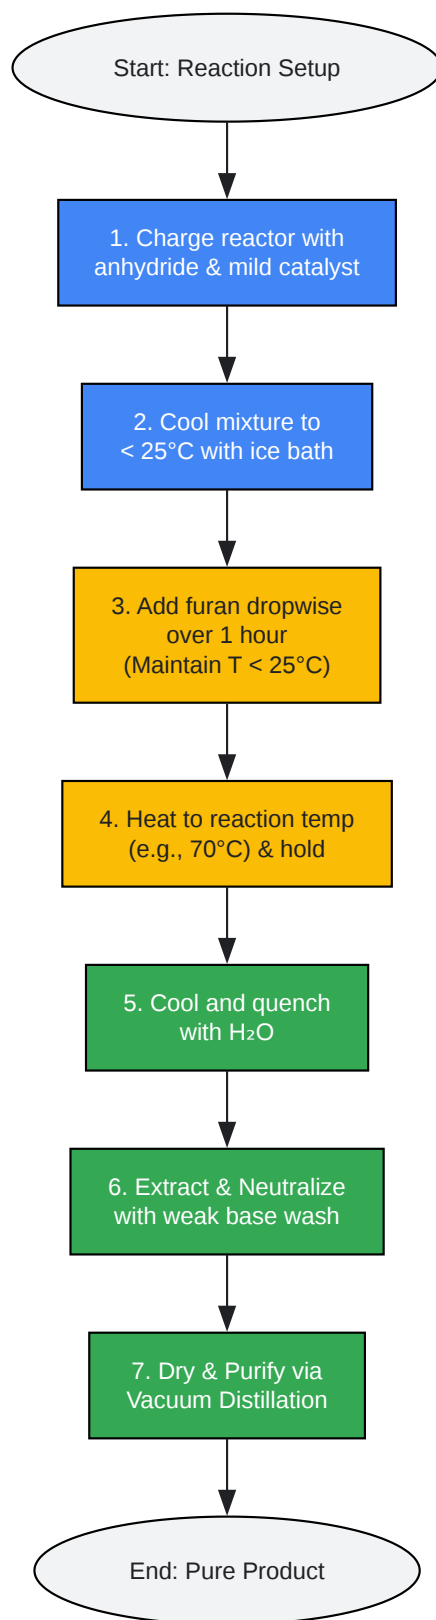 Start: Reaction Setup
1. Charge reactor with
anhydride & mild catalyst
2. Cool mixture to
< 25°C with ice bath
3. Add furan dropwise
over 1 hour
(Maintain T < 25°C)
4. Heat to reaction temp
(e.g., 70°C) & hold
5. Cool and quench
with H₂O
6. Extract & Neutralize
with weak base wash
7. Dry & Purify via
Vacuum Distillation
End: Pure Product